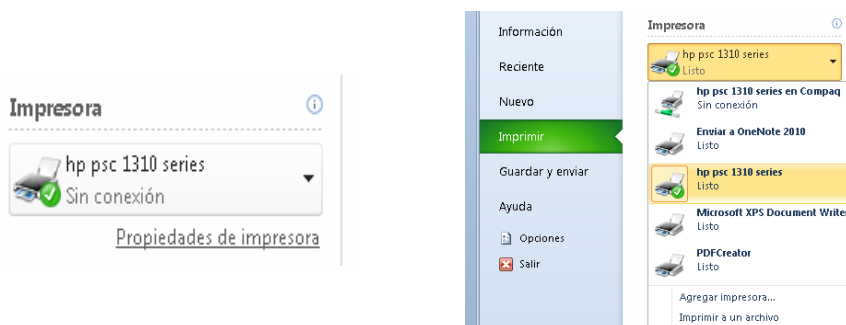 Impresora
hp psc 1310 series
Sin conexión
Propiedades de impresora
Información
Reciente
Nuevo
Imprimir
Guardar y enviar
Ayuda
Opciones
Salir
Impresora
hp psc 1310 series
Listo
hp psc 1310 series en Compaq
Sin conexión
Enviar a OneNote 2010
Listo
hp psc 1310 series
Listo
Microsoft XPS Document Write
Listo
PDFCreator
Listo
Agregar impresora...
Imprimir a un archivo